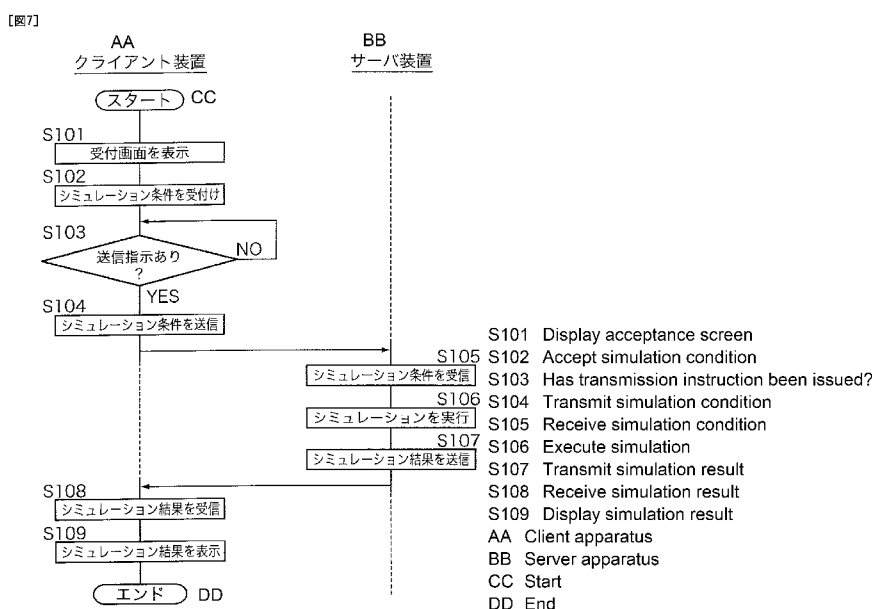 [図7]
AA
クライアント装置
BB
サーバ装置
スタート CC
S101
受付画面を表示
S102
シミュレーション条件を受付け
S103
送信指示あり
?
NO
YES
S104
シミュレーション条件を送信
S105
シミュレーション条件を受信
S106
シミュレーションを実行
S107
シミュレーション結果を送信
S108
シミュレーション結果を受信
S109
シミュレーション結果を表示
エンド DD
S101 Display acceptance screen
S102 Accept simulation condition
S103 Has transmission instruction been issued?
S104 Transmit simulation condition
S105 Receive simulation condition
S106 Execute simulation
S107 Transmit simulation result
S108 Receive simulation result
S109 Display simulation result
AA Client apparatus
BB Server apparatus
CC Start
DD End